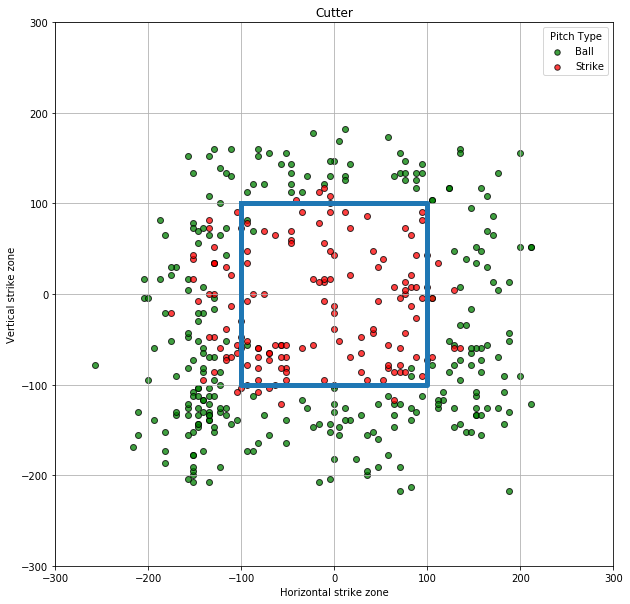 Cutter
Pitch Type
Ball
Strike
300
200
100
0
−100
−200
−300
Vertical strike zone
−300
−200
−100
0
100
200
300
Horizontal strike zone